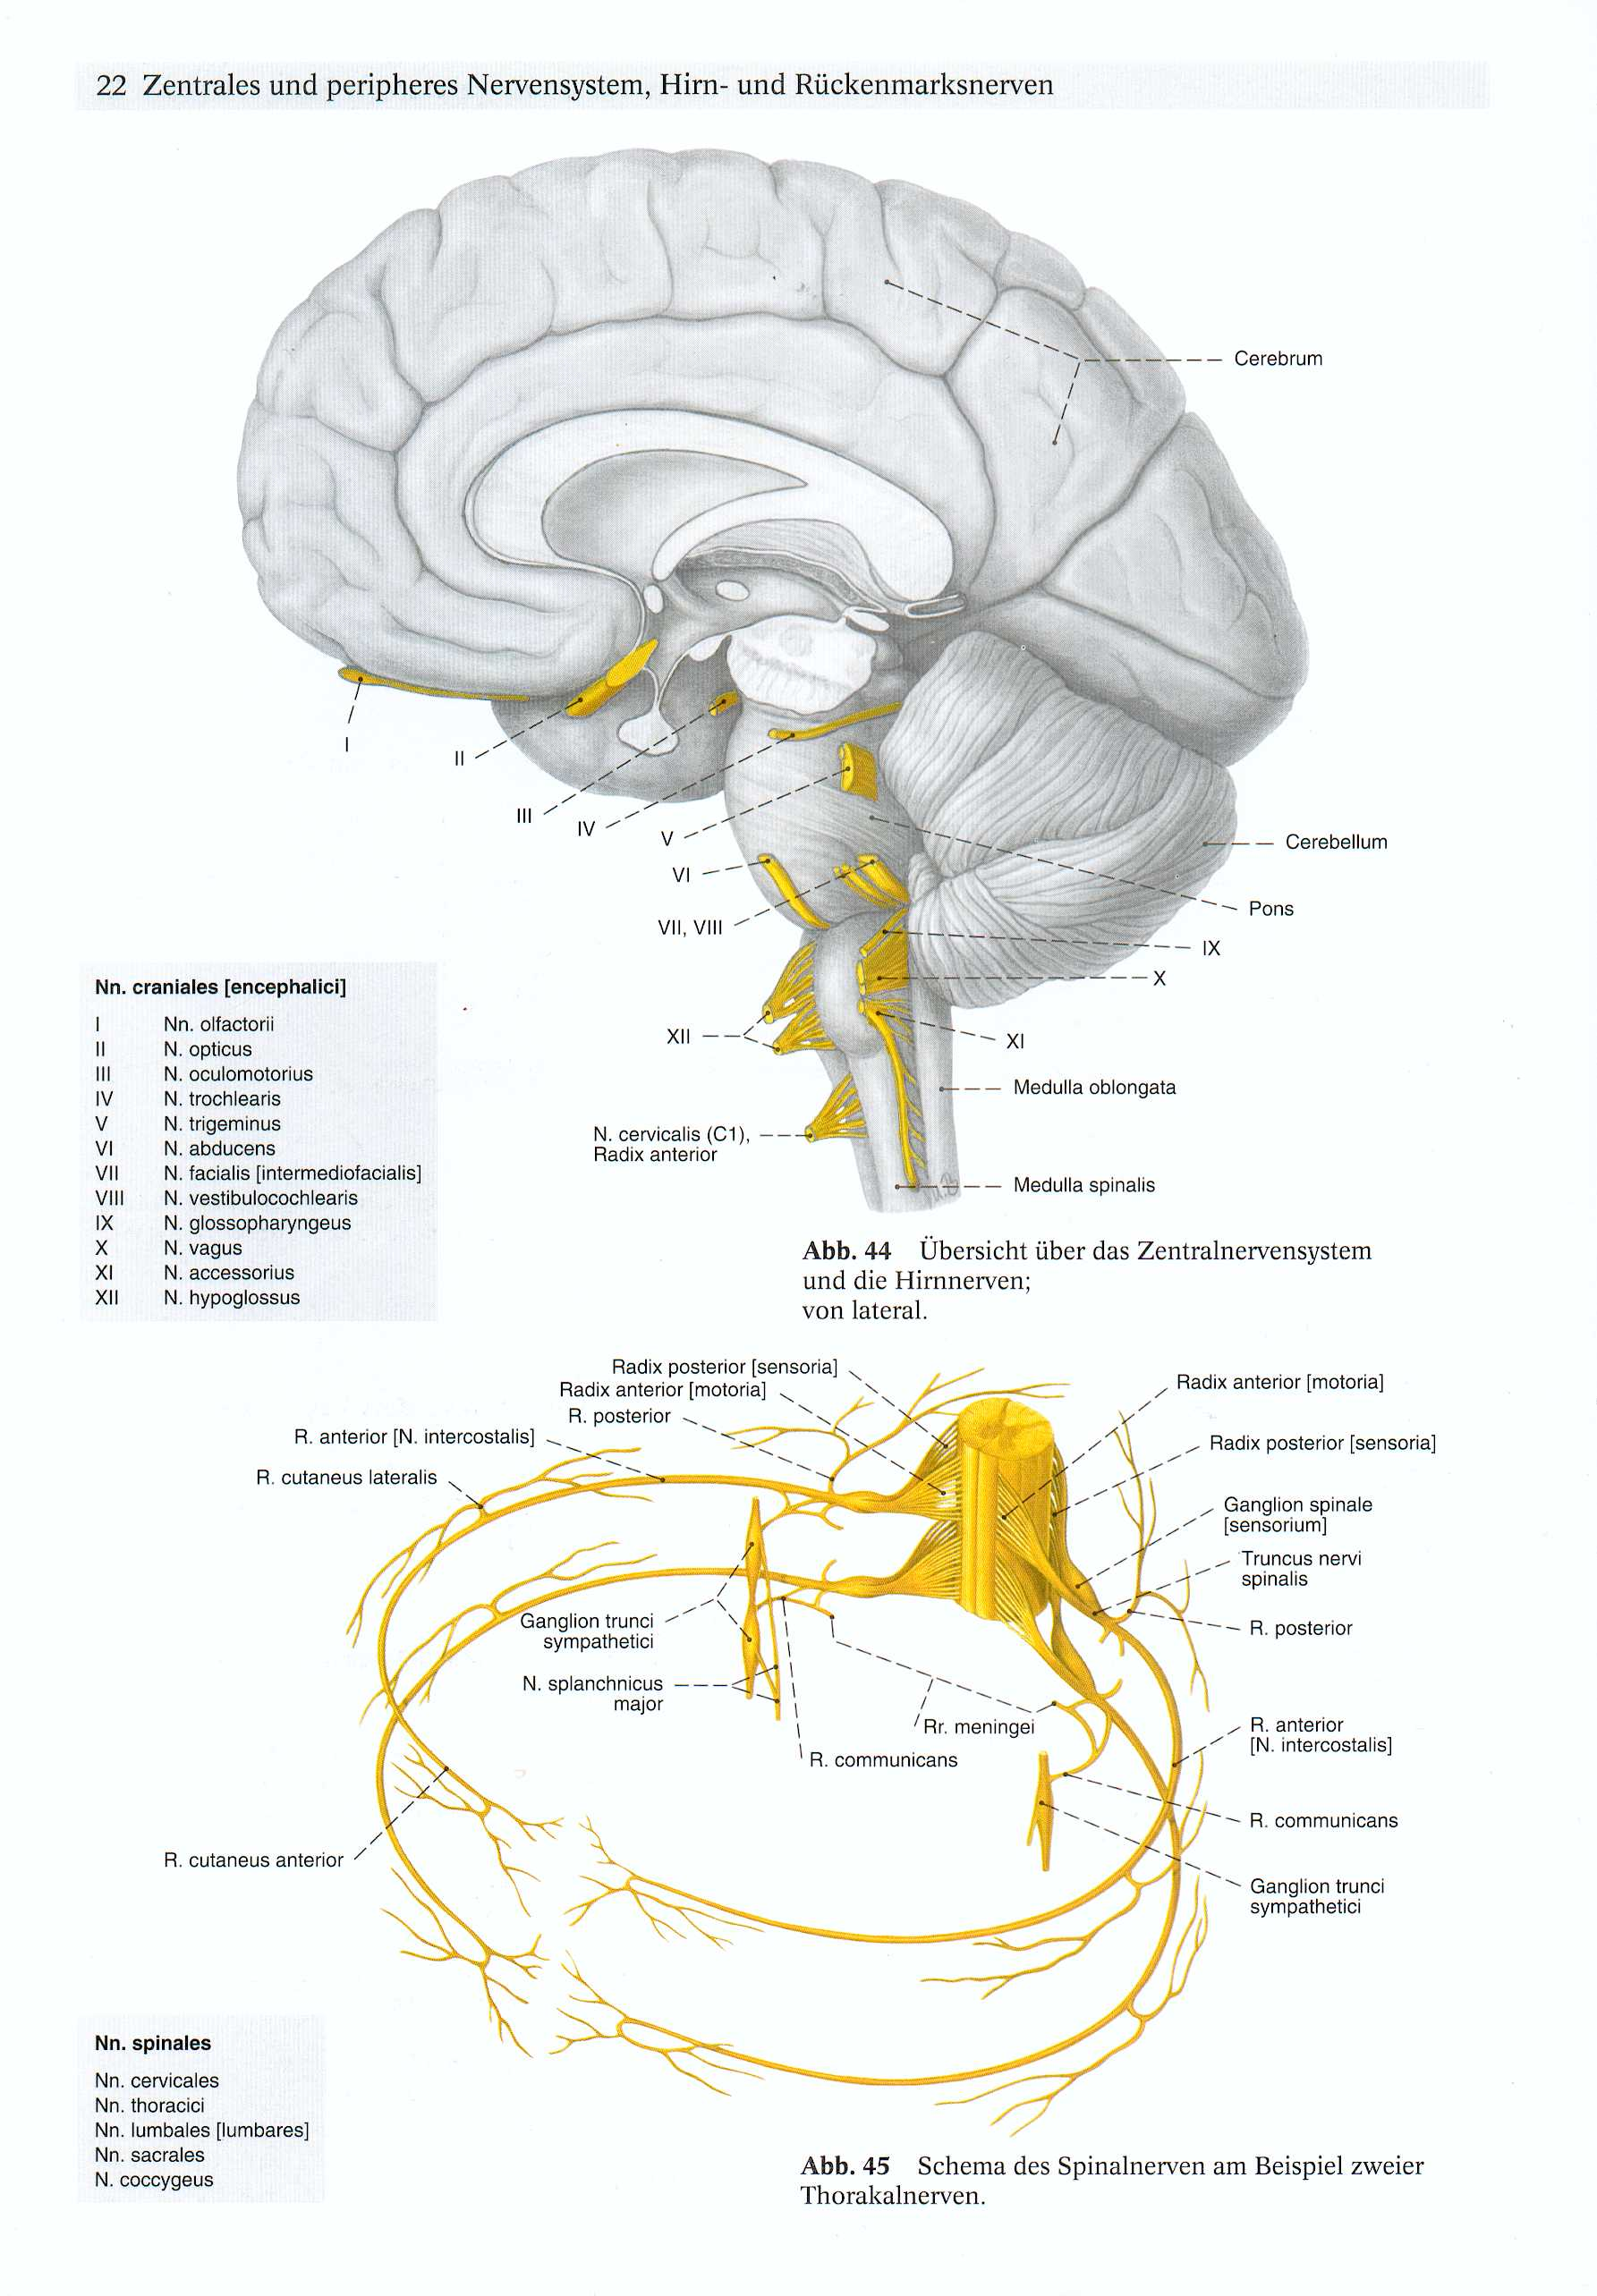 22 Zentrales und peripheres Nervensystem, Hirn- und Rückenmarksnerven
Cerebrum
I
II
III
IV
V
VI
VII, VIII
Cerebellum
Pons
IX
X
XII
XI
Medulla oblongata
N. cervicalis (C1),
Radix anterior
Medulla spinalis
Nn. craniales [encephalici]
I Nn. olfactorii
II N. opticus
III N. oculomotorius
IV N. trochlearis
V N. trigeminus
VI N. abducens
VII N. facialis [intermediofacialis]
VIII N. vestibulocochlearis
IX N. glossopharyngeus
X N. vagus
XI N. accessorius
XII N. hypoglossus
Abb. 44 Übersicht über das Zentralnervensystem
und die Hirnnerven;
von lateral.
Radix posterior [sensoria]
Radix anterior [motoria]
R. posterior
R. anterior [N. intercostalis]
R. cutaneus lateralis
Radix anterior [motoria]
Radix posterior [sensoria]
Ganglion spinale
[sensorium]
Truncus nervi
spinalis
R. posterior
Ganglion trunci
sympathetici
N. splanchnicus
major
Rr. meningei
R. communicans
R. anterior
[N. intercostalis]
R. communicans
Ganglion trunci
sympathetici
R. cutaneus anterior
Nn. spinales
Nn. cervicales
Nn. thoracici
Nn. lumbales [lumbares]
Nn. sacrales
N. coccygeus
Abb. 45 Schema des Spinalnerven am Beispiel zweier
Thorakalnerven.